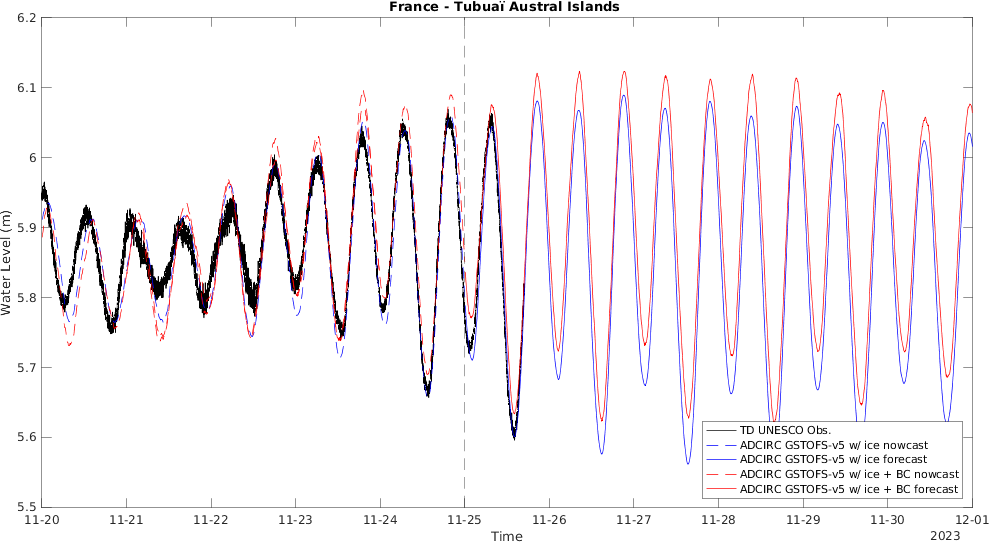 France - Tubuaï Austral Islands
6.2
6.1
6
5.9
5.8
5.7
5.6
5.5
Water Level (m)
TD UNESCO Obs.
ADCIRC GSTOFS-v5 w/ ice nowcast
ADCIRC GSTOFS-v5 w/ ice forecast
ADCIRC GSTOFS-v5 w/ ice + BC nowcast
ADCIRC GSTOFS-v5 w/ ice + BC forecast
11-20 11-21 11-22 11-23 11-24 11-25 11-26 11-27 11-28 11-29 11-30 12-01
Time
2023